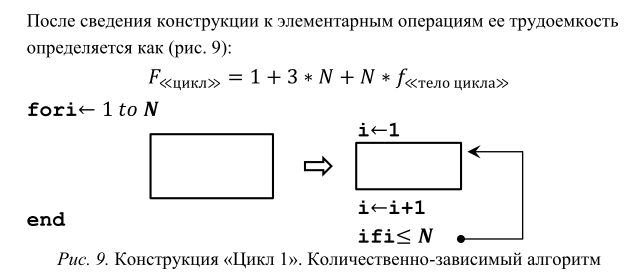 После сведения конструкции к элементарным операциям ее трудоемкость
определяется как (рис. 9):
F≪цикл≫ = 1 + 3 ∗ N + N ∗ f≪тело цикла≫
fori← 1 to N
i←1
end
i←i+1
ifi≤ N
Рис. 9. Конструкция «Цикл 1». Количественно-зависимый алгоритм